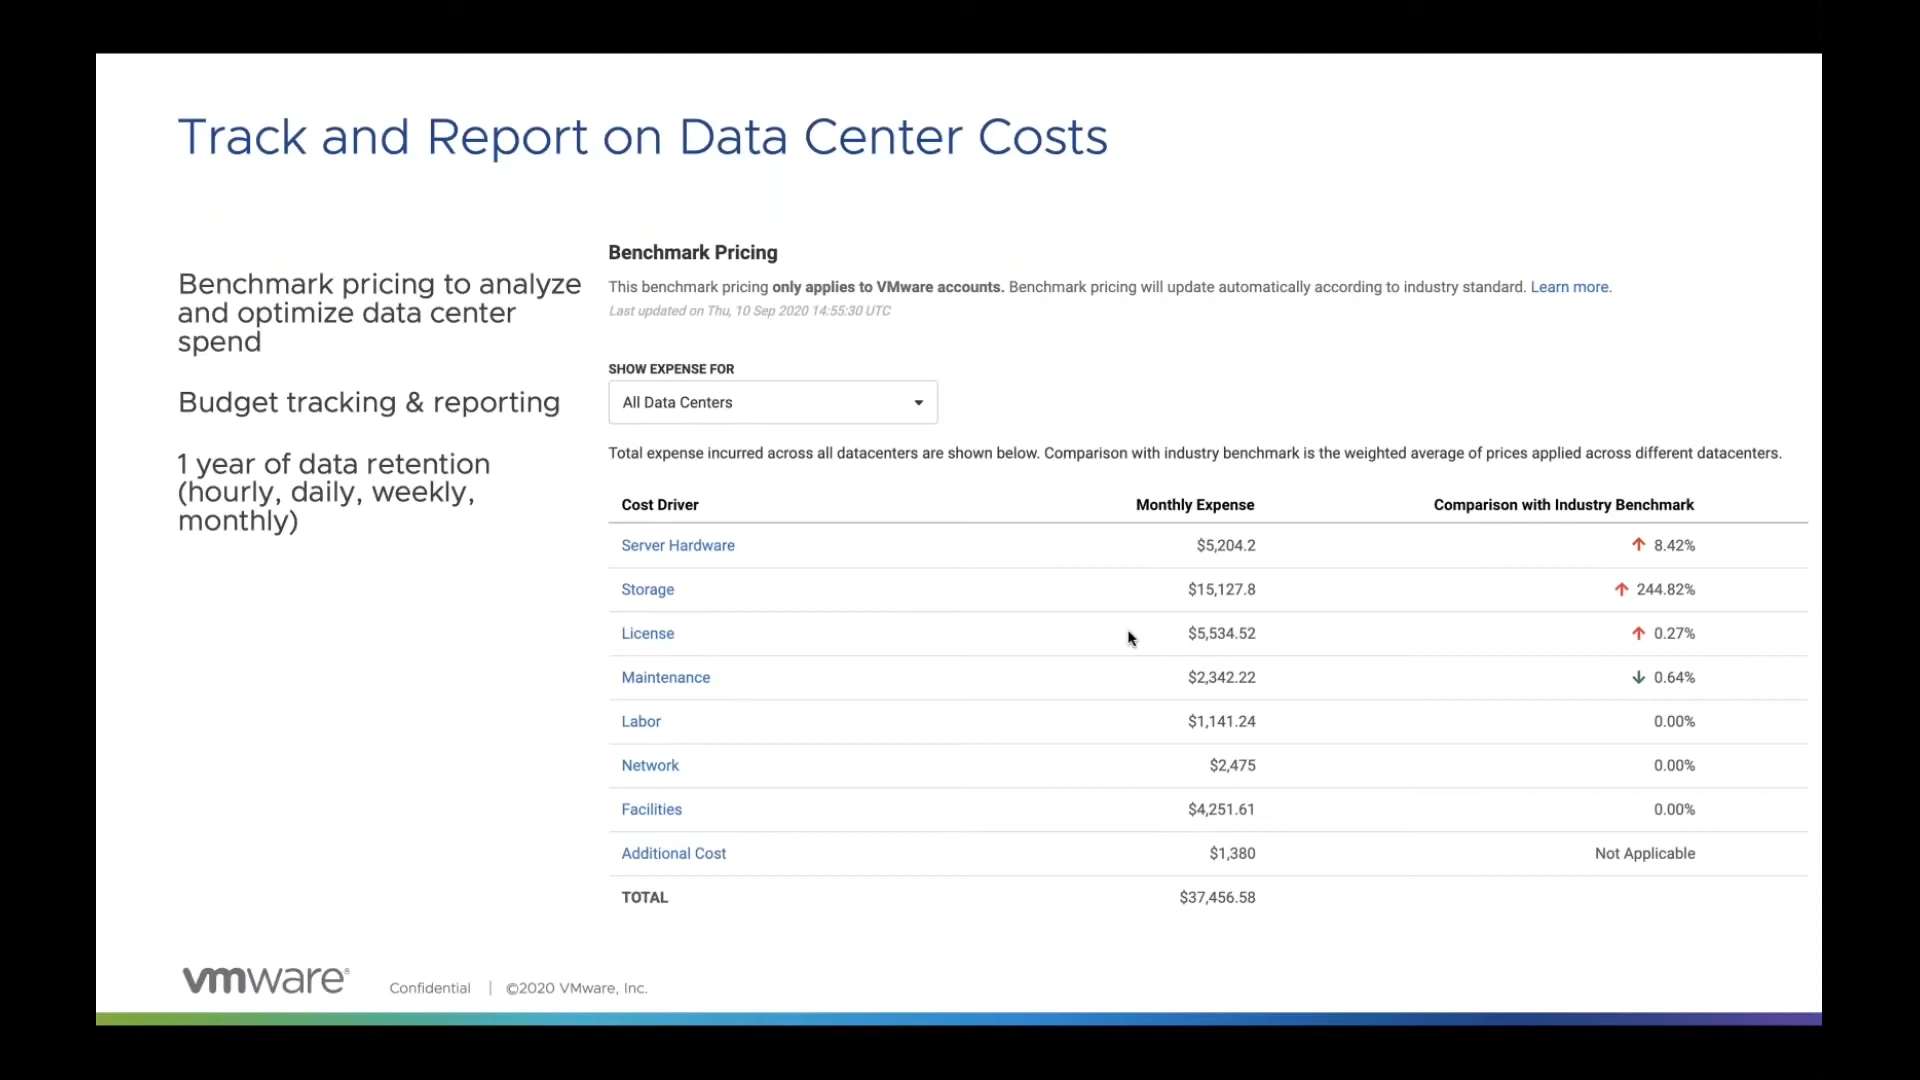 Track and Report on Data Center Costs
Benchmark pricing to analyze
and optimize data center
spend
Budget tracking & reporting
1 year of data retention
(hourly, daily, weekly,
monthly)
Benchmark Pricing
This benchmark pricing only applies to VMware accounts. Benchmark pricing will update automatically according to industry standard. Learn more.
Last updated on Thu, 10 Sep 2020 14:55:30 UTC
SHOW EXPENSE FOR
All Data Centers
Total expense incurred across all datacenters are shown below. Comparison with industry benchmark is the weighted average of prices applied across different datacenters.
Cost Driver Monthly Expense Comparison with Industry Benchmark
Server Hardware $5,204.2 ↑ 8.42%
Storage $15,127.8 ↑ 244.82%
License $5,534.52 ↑ 0.27%
Maintenance $2,342.22 ↓ 0.64%
Labor $1,141.24 0.00%
Network $2,475 0.00%
Facilities $4,251.61 0.00%
Additional Cost $1,380 Not Applicable
TOTAL $37,456.58
vmware® Confidential | ©2020 VMware, Inc.